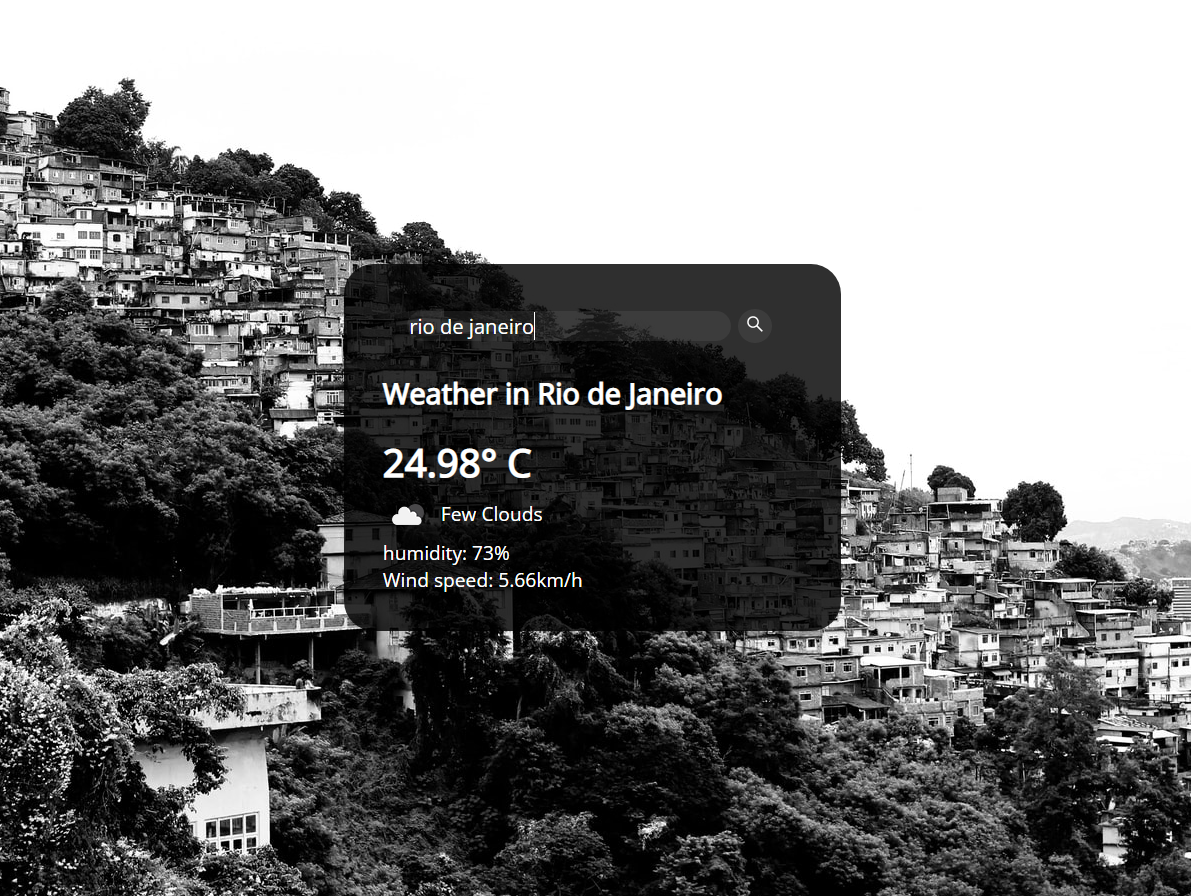 rio de janeiro
Weather in Rio de Janeiro
24.98° C
Few Clouds
humidity: 73%
Wind speed: 5.66km/h